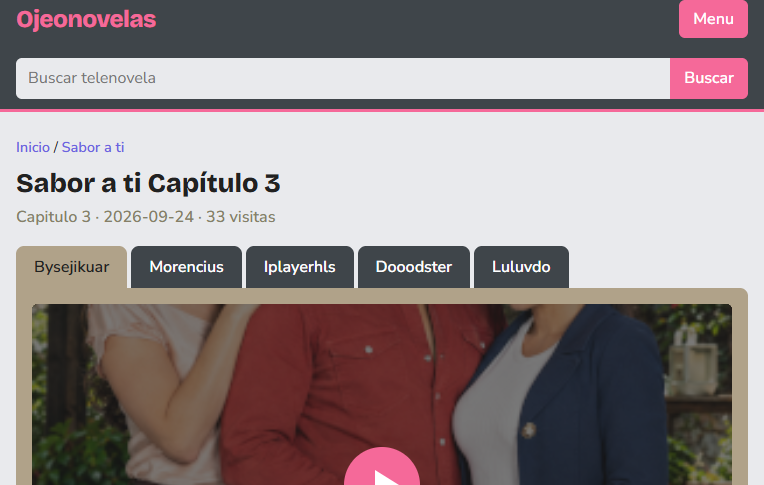 Ojeonovelas
Menu
Buscar telenovela
Buscar
Inicio / Sabor a ti
Sabor a ti Capítulo 3
Capitulo 3 · 2026-09-24 · 33 visitas
Bysejikuar
Morencius
Iplayerhls
Dooodster
Luluvdo